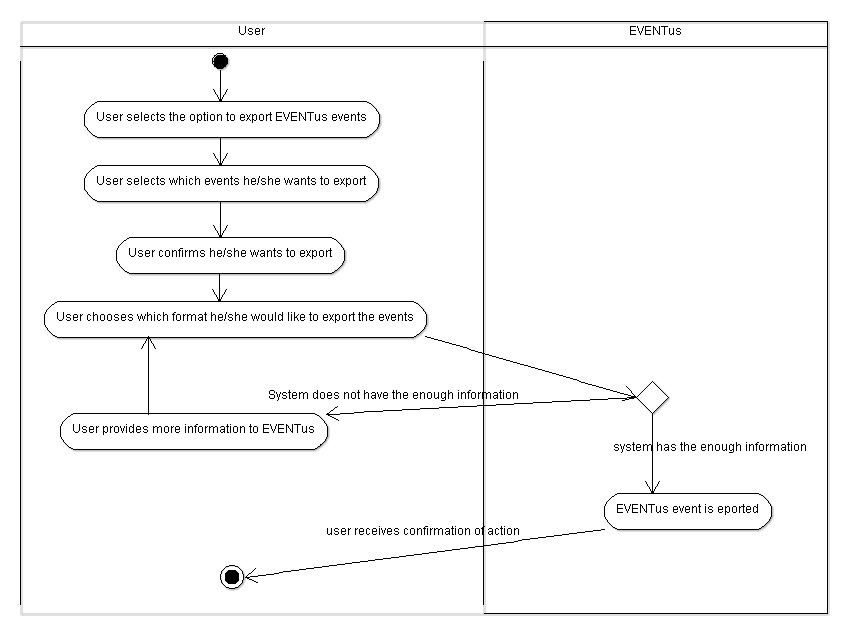 User
EVENTus
User selects the option to export EVENTus events
User selects which events he/she wants to export
User confirms he/she wants to export
User chooses which format he/she would like to export the events
System does not have the enough information
User provides more information to EVENTus
system has the enough information
EVENTus event is eported
user receives confirmation of action